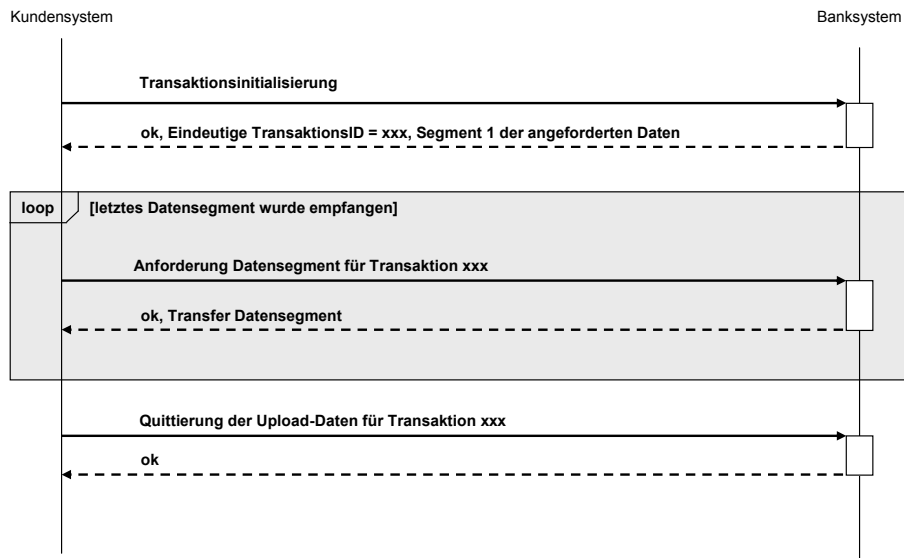 Kundensystem
Banksystem
Transaktionsinitialisierung
ok, Eindeutige TransaktionsID = xxx, Segment 1 der angeforderten Daten
loop
[letztes Datensegment wurde empfangen]
Anforderung Datensegment für Transaktion xxx
ok, Transfer Datensegment
Quittierung der Upload-Daten für Transaktion xxx
ok